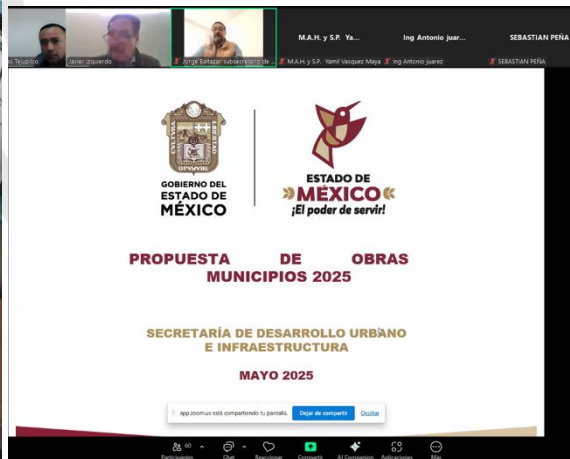 M.A.H. y S.P. Ya...
Ing Antonio juar...
SEBASTIAN PEÑA
Tejupilco
Javier Izquierdo
Jorge Baltazar subsecretario de ...
M.A.H. y S.P. Yamil Vasquez Maya
Ing Antonio juarez
SEBASTIAN PEÑA
LIBERTAD
GOBIERNO DEL
ESTADO DE
MÉXICO
ESTADO DE
MÉXICO
¡El poder de servir!
PROPUESTA DE OBRAS
MUNICIPIOS 2025
SECRETARÍA DE DESARROLLO URBANO
E INFRAESTRUCTURA
MAYO 2025
app.zoom.us está compartiendo tu pantalla.
Dejar de compartir
Ocultar
60
Participantes
Chat
Reaccionar
Compartir
AI Companion
Aplicaciones
Más